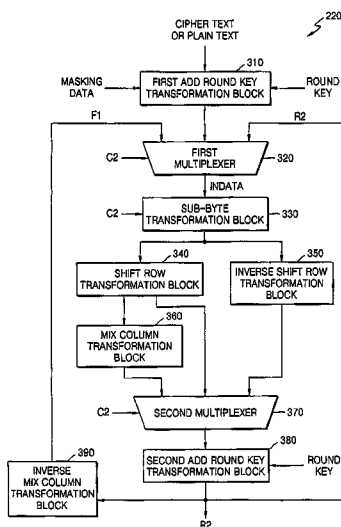 CIPHER TEXT
OR PLAIN TEXT
220
310
MASKING
DATA
FIRST ADD ROUND KEY
TRANSFORMATION BLOCK
ROUND
KEY
F1
R2
C2
FIRST
MULTIPLEXER
320
INDATA
C2
SUB-BYTE
TRANSFORMATION BLOCK
330
340
SHIFT ROW
TRANSFORMATION BLOCK
350
INVERSE SHIFT ROW
TRANSFORMATION
BLOCK
360
MIX COLUMN
TRANSFORMATION
BLOCK
C2
SECOND MULTIPLEXER
370
390
INVERSE
MIX COLUMN
TRANSFORMATION
BLOCK
380
SECOND ADD ROUND KEY
TRANSFORMATION BLOCK
ROUND
KEY
R2